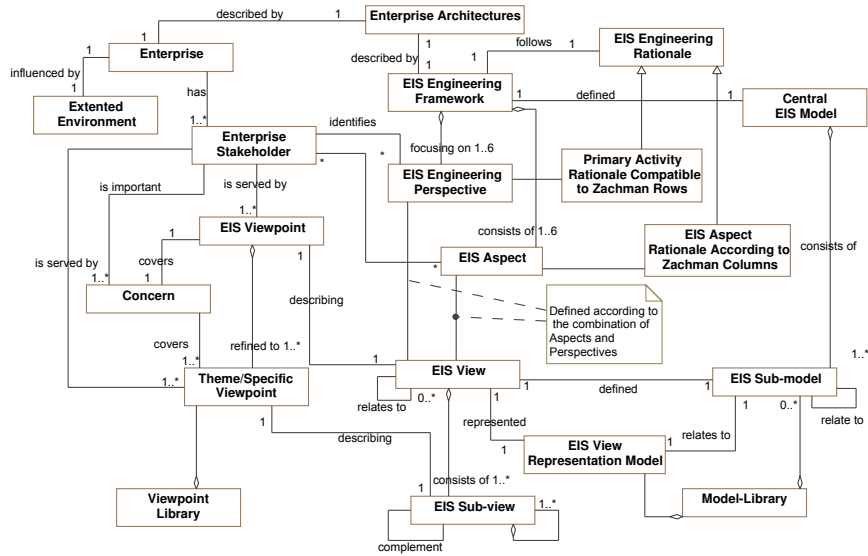 described by
1
Enterprise Architectures
1
Enterprise
1
1
described by
1
follows
1
EIS Engineering
Rationale
influenced by
1
1
EIS Engineering
Framework
1
defined
1
Central
EIS Model
Extented
Environment
has
1..*
Enterprise
Stakeholder
identifies
focusing on 1..6
*
*
Primary Activity
Rationale Compatible
to Zachman Rows
EIS Engineering
Perspective
is important
is served by
1..*
EIS Viewpoint
1
1
covers
1
consists of 1..6
EIS Aspect
*
EIS Aspect
Rationale According to
Zachman Columns
consists of
is served by
1..*
Concern
describing
Defined according to
the combination of
Aspects and
Perspectives
covers
1..*
refined to 1..*
1
1..*
1..*
Theme/Specific
Viewpoint
EIS View
1
defined
1
EIS Sub-model
relates to
0..*
1
1
0..*
relate to
1
describing
represented
1
EIS View
Representation Model
1
relates to
Viewpoint
Library
consists of 1..*
1
EIS Sub-view
1..*
Model-Library
complement